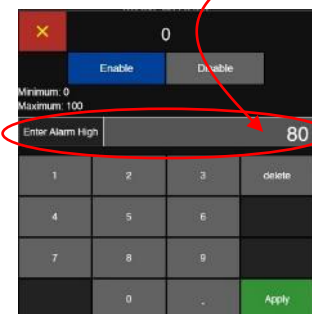 ×
0
Enable Disable
Minimum: 0
Maximum: 100
Enter Alarm High 80
1 2 3 delete
4 5 6
7 8 9
0 . Apply